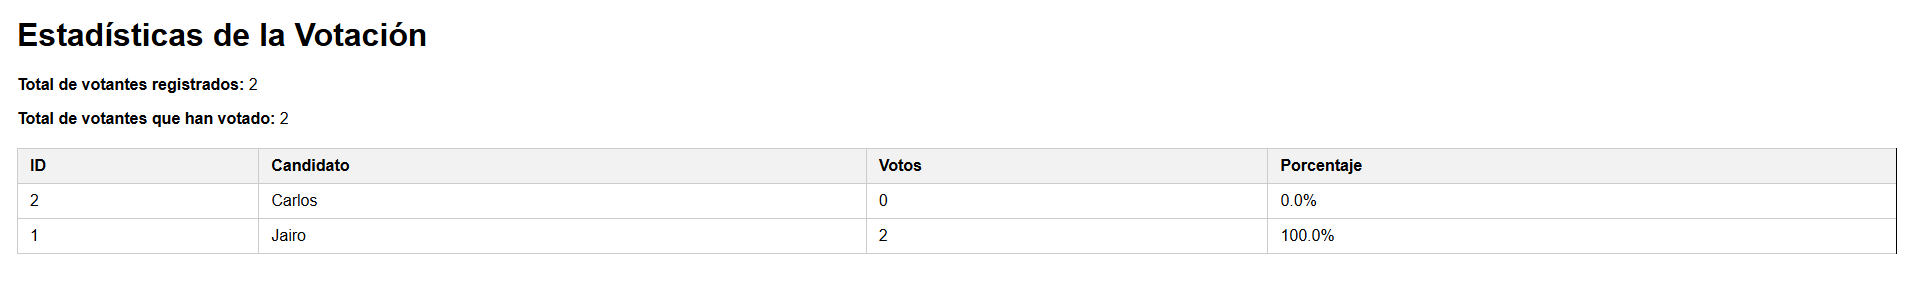 Estadísticas de la Votación
Total de votantes registrados: 2
Total de votantes que han votado: 2
ID Candidato Votos Porcentaje
2 Carlos 0 0.0%
1 Jairo 2 100.0%